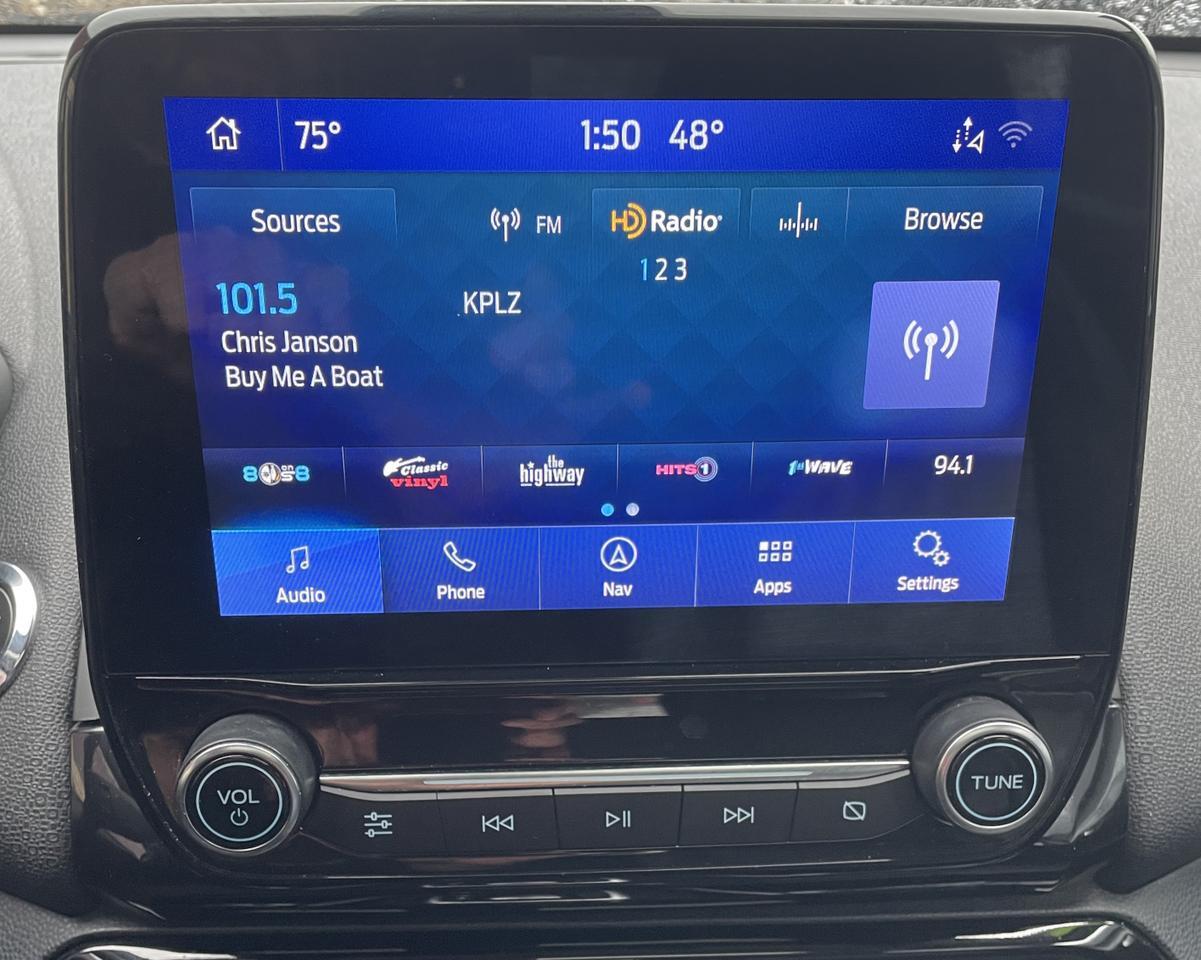 75° 1:50 48°
Sources FM HD Radio Browse
1 2 3
101.5 KPLZ
Chris Janson
Buy Me A Boat
80s on 8 Classic vinyl the highway HITS 1 1st WAVE 94.1
Audio Phone Nav Apps Settings
VOL TUNE